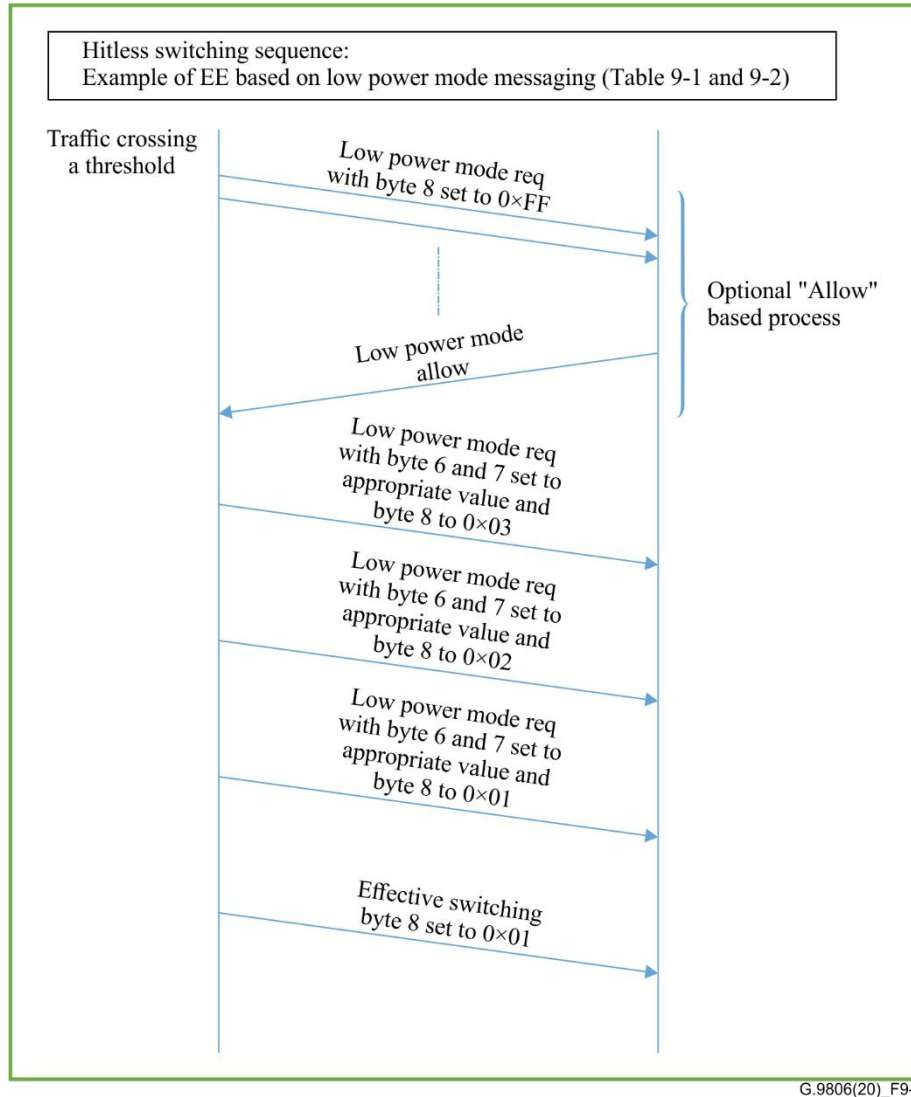 Hitless switching sequence:
Example of EE based on low power mode messaging (Table 9-1 and 9-2)
Traffic crossing
a threshold
Low power mode req
with byte 8 set to 0×FF
Optional "Allow"
based process
Low power mode
allow
Low power mode req
with byte 6 and 7 set to
appropriate value and
byte 8 to 0×03
Low power mode req
with byte 6 and 7 set to
appropriate value and
byte 8 to 0×02
Low power mode req
with byte 6 and 7 set to
appropriate value and
byte 8 to 0×01
Effective switching
byte 8 set to 0×01
G.9806(20)_F9-